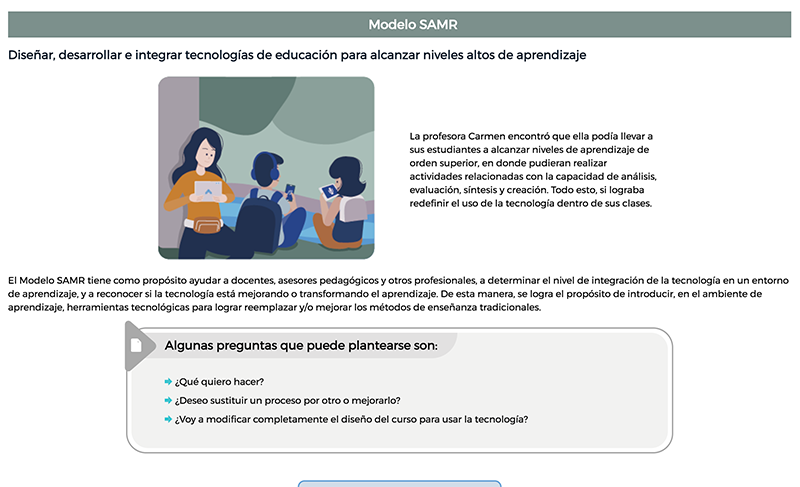 Modelo SAMR
Diseñar, desarrollar e integrar tecnologías de educación para alcanzar niveles altos de aprendizaje
La profesora Carmen encontró que ella podía llevar a
sus estudiantes a alcanzar niveles de aprendizaje de
orden superior, en donde pudieran realizar
actividades relacionadas con la capacidad de análisis,
evaluación, síntesis y creación. Todo esto, si lograba
redefinir el uso de la tecnología dentro de sus clases.
El Modelo SAMR tiene como propósito ayudar a docentes, asesores pedagógicos y otros profesionales, a determinar el nivel de integración de la tecnología en un entorno
de aprendizaje, y a reconocer si la tecnología está mejorando o transformando el aprendizaje. De esta manera, se logra el propósito de introducir, en el ambiente de
aprendizaje, herramientas tecnológicas para lograr reemplazar y/o mejorar los métodos de enseñanza tradicionales.
Algunas preguntas que puede plantearse son:
¿Qué quiero hacer?
¿Deseo sustituir un proceso por otro o mejorarlo?
¿Voy a modificar completamente el diseño del curso para usar la tecnología?